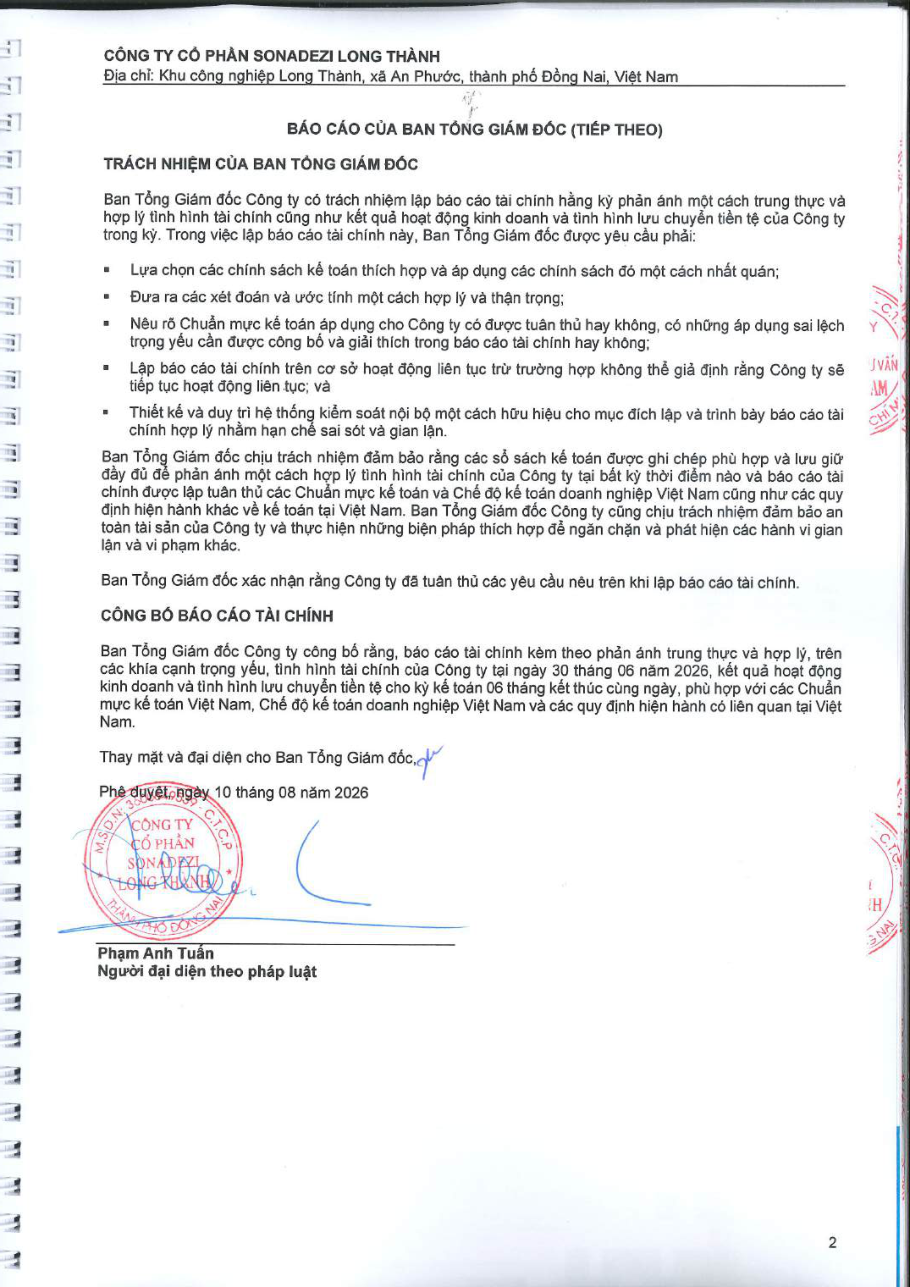 CÔNG TY CỔ PHẦN SONADEZI LONG THÀNH
Địa chỉ: Khu công nghiệp Long Thành, xã An Phước, thành phố Đồng Nai, Việt Nam
BÁO CÁO CỦA BAN TỔNG GIÁM ĐỐC (TIẾP THEO)
TRÁCH NHIỆM CỦA BAN TỔNG GIÁM ĐỐC
Ban Tổng Giám đốc Công ty có trách nhiệm lập báo cáo tài chính hằng kỳ phản ánh một cách trung thực và
hợp lý tình hình tài chính cũng như kết quả hoạt động kinh doanh và tình hình lưu chuyển tiền tệ của Công ty
trong kỳ. Trong việc lập báo cáo tài chính này, Ban Tổng Giám đốc được yêu cầu phải:
▪ Lựa chọn các chính sách kế toán thích hợp và áp dụng các chính sách đó một cách nhất quán;
▪ Đưa ra các xét đoán và ước tính một cách hợp lý và thận trọng;
▪ Nêu rõ Chuẩn mực kế toán áp dụng cho Công ty có được tuân thủ hay không, có những áp dụng sai lệch
trọng yếu cần được công bố và giải thích trong báo cáo tài chính hay không;
▪ Lập báo cáo tài chính trên cơ sở hoạt động liên tục trừ trường hợp không thể giả định rằng Công ty sẽ
tiếp tục hoạt động liên tục; và
▪ Thiết kế và duy trì hệ thống kiểm soát nội bộ một cách hữu hiệu cho mục đích lập và trình bày báo cáo tài
chính hợp lý nhằm hạn chế sai sót và gian lận.
Ban Tổng Giám đốc chịu trách nhiệm đảm bảo rằng các sổ sách kế toán được ghi chép phù hợp và lưu giữ
đầy đủ để phản ánh một cách hợp lý tình hình tài chính của Công ty tại bất kỳ thời điểm nào và báo cáo tài
chính được lập tuân thủ các Chuẩn mực kế toán và Chế độ kế toán doanh nghiệp Việt Nam cũng như các quy
định hiện hành khác về kế toán tại Việt Nam. Ban Tổng Giám đốc Công ty cũng chịu trách nhiệm đảm bảo an
toàn tài sản của Công ty và thực hiện những biện pháp thích hợp để ngăn chặn và phát hiện các hành vi gian
lận và vi phạm khác.
Ban Tổng Giám đốc xác nhận rằng Công ty đã tuân thủ các yêu cầu nêu trên khi lập báo cáo tài chính.
CÔNG BỐ BÁO CÁO TÀI CHÍNH
Ban Tổng Giám đốc Công ty công bố rằng, báo cáo tài chính kèm theo phản ánh trung thực và hợp lý, trên
các khía cạnh trọng yếu, tình hình tài chính của Công ty tại ngày 30 tháng 06 năm 2026, kết quả hoạt động
kinh doanh và tình hình lưu chuyển tiền tệ cho kỳ kế toán 06 tháng kết thúc cùng ngày, phù hợp với các Chuẩn
mực kế toán Việt Nam, Chế độ kế toán doanh nghiệp Việt Nam và các quy định hiện hành có liên quan tại Việt
Nam.
Thay mặt và đại diện cho Ban Tổng Giám đốc,
Phê duyệt, ngày 10 tháng 08 năm 2026
CÔNG TY
CỔ PHẦN
SONADEZI
LONG THÀNH
THÀNH PHỐ ĐỒNG NAI
Phạm Anh Tuấn
Người đại diện theo pháp luật
2